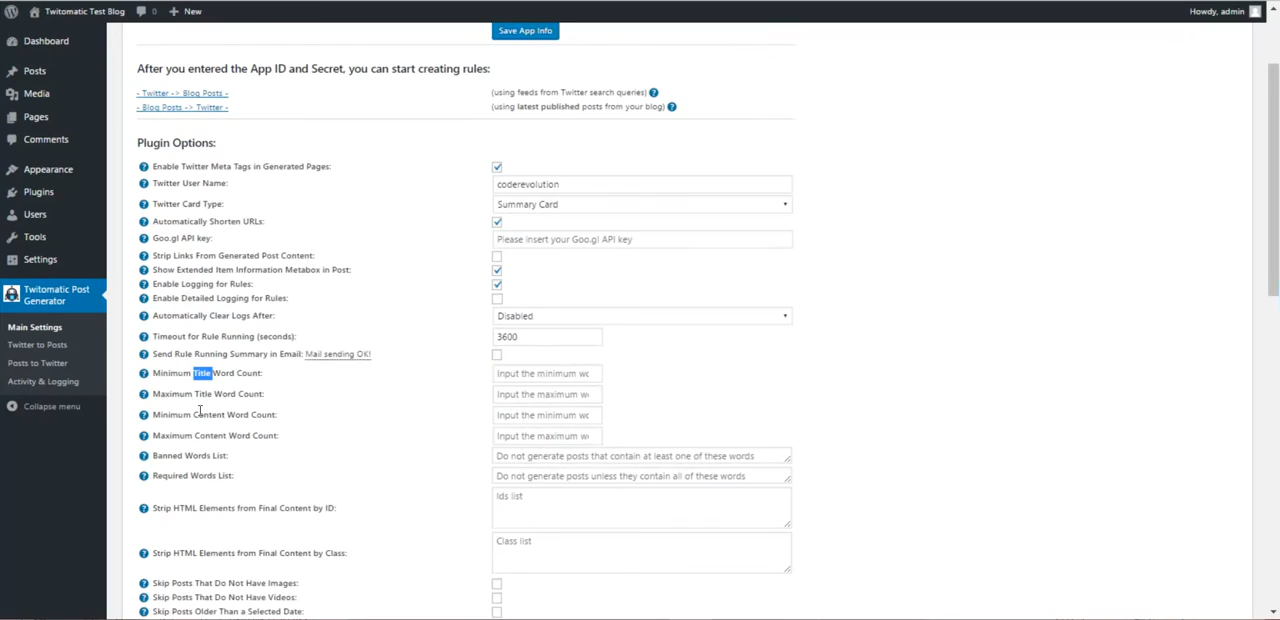 Twitomatic Test Blog 0 New Howdy, admin
Dashboard
Posts
Media
Pages
Comments
Appearance
Plugins
Users
Tools
Settings
Twitomatic Post
Generator
Main Settings
Twitter to Posts
Posts to Twitter
Activity & Logging
Collapse menu
Save App Info
After you entered the App ID and Secret, you can start creating rules:
- Twitter -> Blog Posts - (using feeds from Twitter search queries) ?
- Blog Posts -> Twitter - (using latest published posts from your blog) ?
Plugin Options:
? Enable Twitter Meta Tags in Generated Pages:
? Twitter User Name: coderevolution
? Twitter Card Type: Summary Card
? Automatically Shorten URLs:
? Goo.gl API key: Please insert your Goo.gl API key
? Strip Links From Generated Post Content:
? Show Extended Item Information Metabox in Post:
? Enable Logging for Rules:
? Enable Detailed Logging for Rules:
? Automatically Clear Logs After: Disabled
? Timeout for Rule Running (seconds): 3600
? Send Rule Running Summary in Email: Mail sending OK!
? Minimum Title Word Count: Input the minimum wc
? Maximum Title Word Count: Input the maximum w
? Minimum Content Word Count: Input the minimum wc
? Maximum Content Word Count: Input the maximum w
? Banned Words List: Do not generate posts that contain at least one of these words
? Required Words List: Do not generate posts unless they contain all of these words
? Strip HTML Elements from Final Content by ID: Ids list
? Strip HTML Elements from Final Content by Class: Class list
? Skip Posts That Do Not Have Images:
? Skip Posts That Do Not Have Videos:
? Skip Posts Older Than a Selected Date: